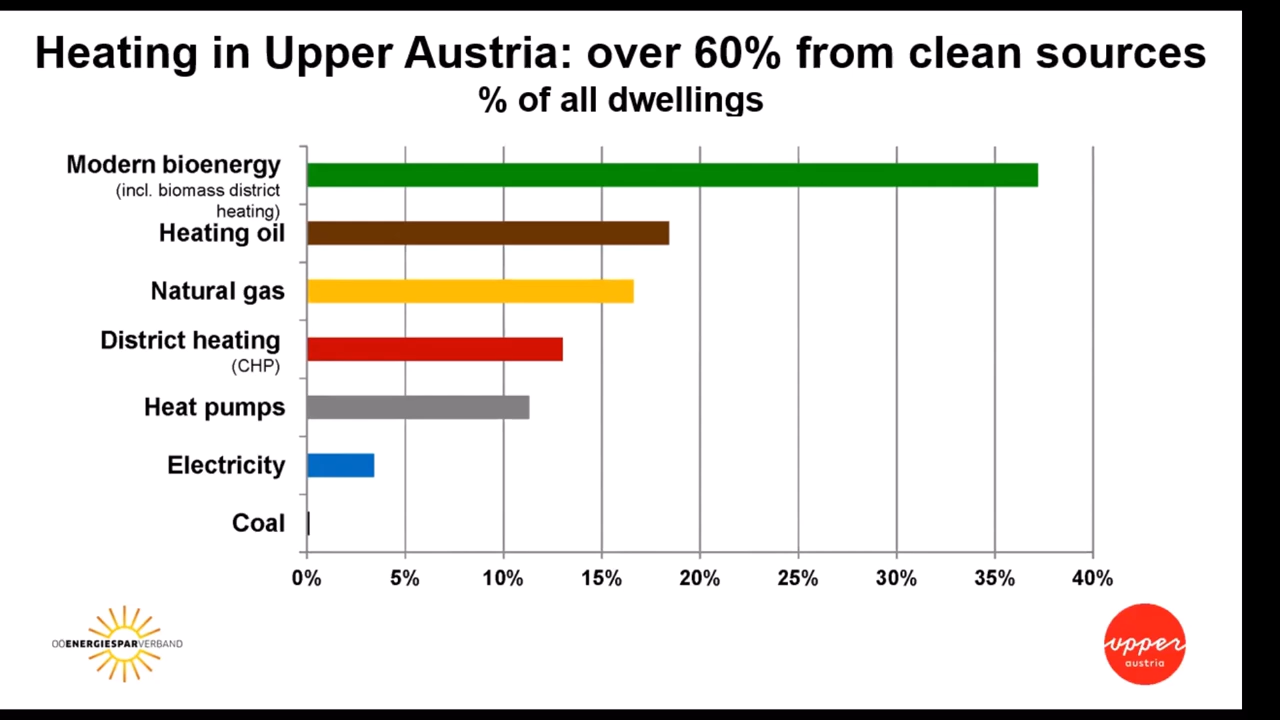 Heating in Upper Austria: over 60% from clean sources
% of all dwellings
Modern bioenergy
(incl. biomass district
heating)
Heating oil
Natural gas
District heating
(CHP)
Heat pumps
Electricity
Coal
0% 5% 10% 15% 20% 25% 30% 35% 40%
OÖENERGIESPARVERBAND
upper
austria